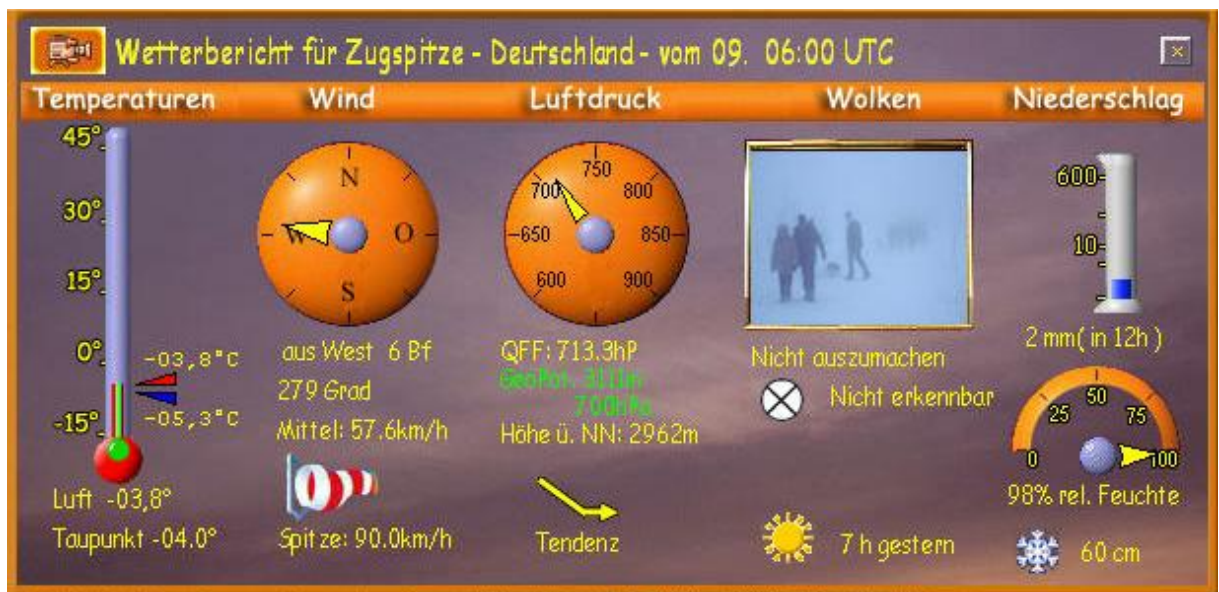 Wetterbericht für Zugspitze - Deutschland - vom 09. 06:00 UTC
Temperaturen
Wind
Luftdruck
Wolken
Niederschlag
45°
30°
15°
0°
-15°
-03,8°C
-05,3°C
Luft -03,8°
Taupunkt -04.0°
N
W
O
S
aus West 6 Bf
279 Grad
Mittel: 57.6km/h
Spitze: 90.0km/h
600
650
700
750
800
850
900
QFF: 713.3hP
GeoPot. 3111m
700hPa
Höhe ü. NN: 2962m
Tendenz
Nicht auszumachen
Nicht erkennbar
7 h gestern
600
10
2 mm( in 12h )
0
25
50
75
100
98% rel. Feuchte
60 cm